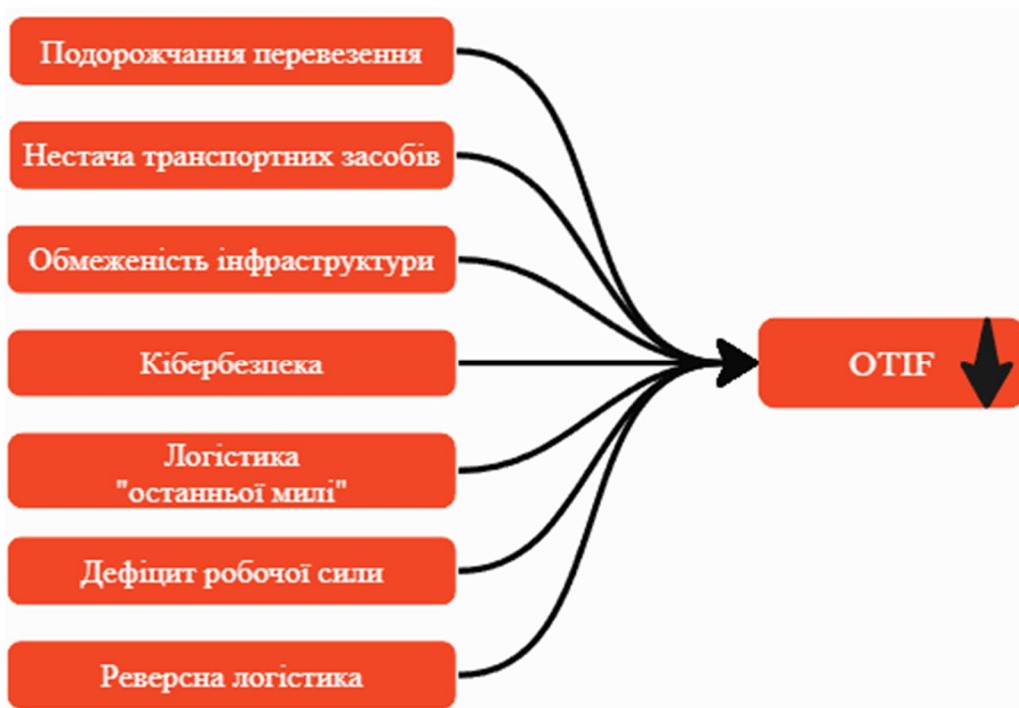 Подорожчання перевезення
Нестача транспортних засобів
Обмеженість інфраструктури
Кібербезпека
Логістика
"останньої милі"
Дефіцит робочої сили
Реверсна логістика
OTIF